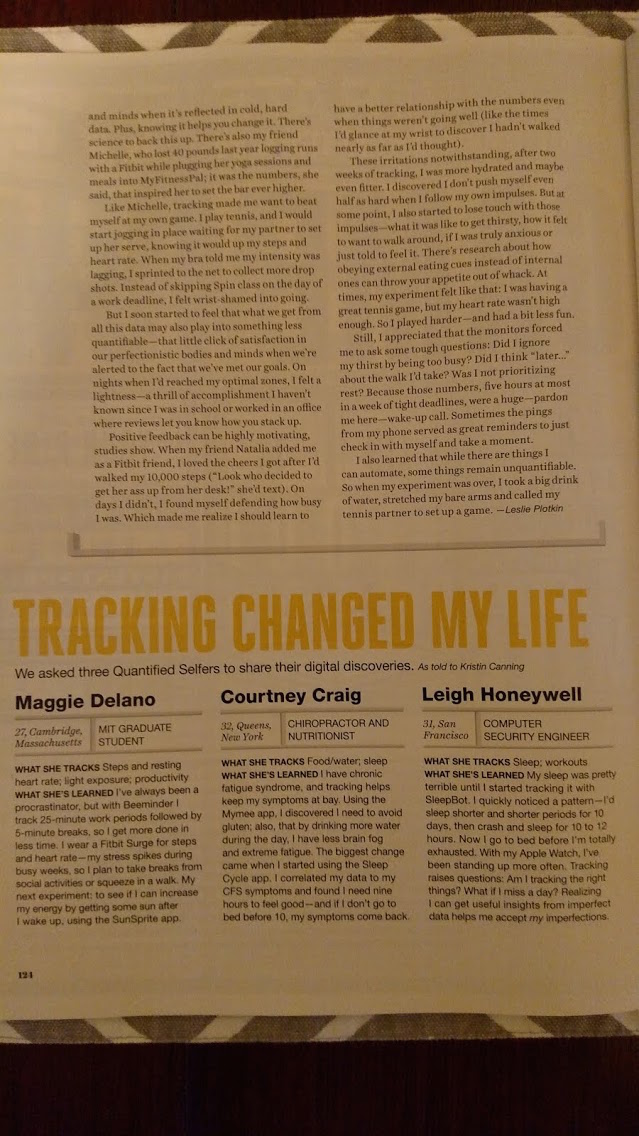 and minds when it's reflected in cold, hard
data. Plus, knowing it helps you change it. There's
science to back this up. There's also my friend
Michelle, who lost 40 pounds last year logging runs
with a Fitbit while plugging her yoga sessions and
meals into MyFitnessPal; it was the numbers, she
said, that inspired her to set the bar ever higher.
Like Michelle, tracking made me want to beat
myself at my own game. I play tennis, and I would
start jogging in place waiting for my partner to set
up her serve, knowing it would up my steps and
heart rate. When my bra told me my intensity was
lagging, I sprinted to the net to collect more drop
shots. Instead of skipping Spin class on the day of
a work deadline, I felt wrist-shamed into going.
But I soon started to feel that what we get from
all this data may also play into something less
quantifiable—that little click of satisfaction in
our perfectionistic bodies and minds when we're
alerted to the fact that we've met our goals. On
nights when I'd reached my optimal zones, I felt a
lightness—a thrill of accomplishment I haven't
known since I was in school or worked in an office
where reviews let you know how you stack up.
Positive feedback can be highly motivating,
studies show. When my friend Natalia added me
as a Fitbit friend, I loved the cheers I got after I'd
walked my 10,000 steps ("Look who decided to
get her ass up from her desk!" she'd text). On
days I didn't, I found myself defending how busy
I was. Which made me realize I should learn to
have a better relationship with the numbers even
when things weren't going well (like the times
I'd glance at my wrist to discover I hadn't walked
nearly as far as I'd thought).
These irritations notwithstanding, after two
weeks of tracking, I was more hydrated and maybe
even fitter. I discovered I don't push myself even
half as hard when I follow my own impulses. But at
some point, I also started to lose touch with those
impulses—what it was like to get thirsty, how it felt
to want to walk around, if I was truly anxious or
just told to feel it. There's research about how
obeying external eating cues instead of internal
ones can throw your appetite out of whack. At
times, my experiment felt like that: I was having a
great tennis game, but my heart rate wasn't high
enough. So I played harder—and had a bit less fun.
Still, I appreciated that the monitors forced
me to ask some tough questions: Did I ignore
my thirst by being too busy? Did I think "later..."
about the walk I'd take? Was I not prioritizing
rest? Because those numbers, five hours at most
in a week of tight deadlines, were a huge—pardon
me here—wake-up call. Sometimes the pings
from my phone served as great reminders to just
check in with myself and take a moment.
I also learned that while there are things I
can automate, some things remain unquantifiable.
So when my experiment was over, I took a big drink
of water, stretched my bare arms and called my
tennis partner to set up a game. —Leslie Plotkin
TRACKING CHANGED MY LIFE
We asked three Quantified Selfers to share their digital discoveries. As told to Kristin Canning
Maggie Delano
27, Cambridge,
Massachusetts
MIT GRADUATE
STUDENT
WHAT SHE TRACKS Steps and resting
heart rate; light exposure; productivity
WHAT SHE'S LEARNED I've always been a
procrastinator, but with Beeminder I
track 25-minute work periods followed by
5-minute breaks, so I get more done in
less time. I wear a Fitbit Surge for steps
and heart rate—my stress spikes during
busy weeks, so I plan to take breaks from
social activities or squeeze in a walk. My
next experiment: to see if I can increase
my energy by getting some sun after
I wake up, using the SunSprite app.
Courtney Craig
32, Queens,
New York
CHIROPRACTOR AND
NUTRITIONIST
WHAT SHE TRACKS Food/water; sleep
WHAT SHE'S LEARNED I have chronic
fatigue syndrome, and tracking helps
keep my symptoms at bay. Using the
Mymee app, I discovered I need to avoid
gluten; also, that by drinking more water
during the day, I have less brain fog
and extreme fatigue. The biggest change
came when I started using the Sleep
Cycle app. I correlated my data to my
CFS symptoms and found I need nine
hours to feel good—and if I don't go to
bed before 10, my symptoms come back.
Leigh Honeywell
31, San
Francisco
COMPUTER
SECURITY ENGINEER
WHAT SHE TRACKS Sleep; workouts
WHAT SHE'S LEARNED My sleep was pretty
terrible until I started tracking it with
SleepBot. I quickly noticed a pattern—I'd
sleep shorter and shorter periods for 10
days, then crash and sleep for 10 to 12
hours. Now I go to bed before I'm totally
exhausted. With my Apple Watch, I've
been standing up more often. Tracking
raises questions: Am I tracking the right
things? What if I miss a day? Realizing
I can get useful insights from imperfect
data helps me accept my imperfections.
124